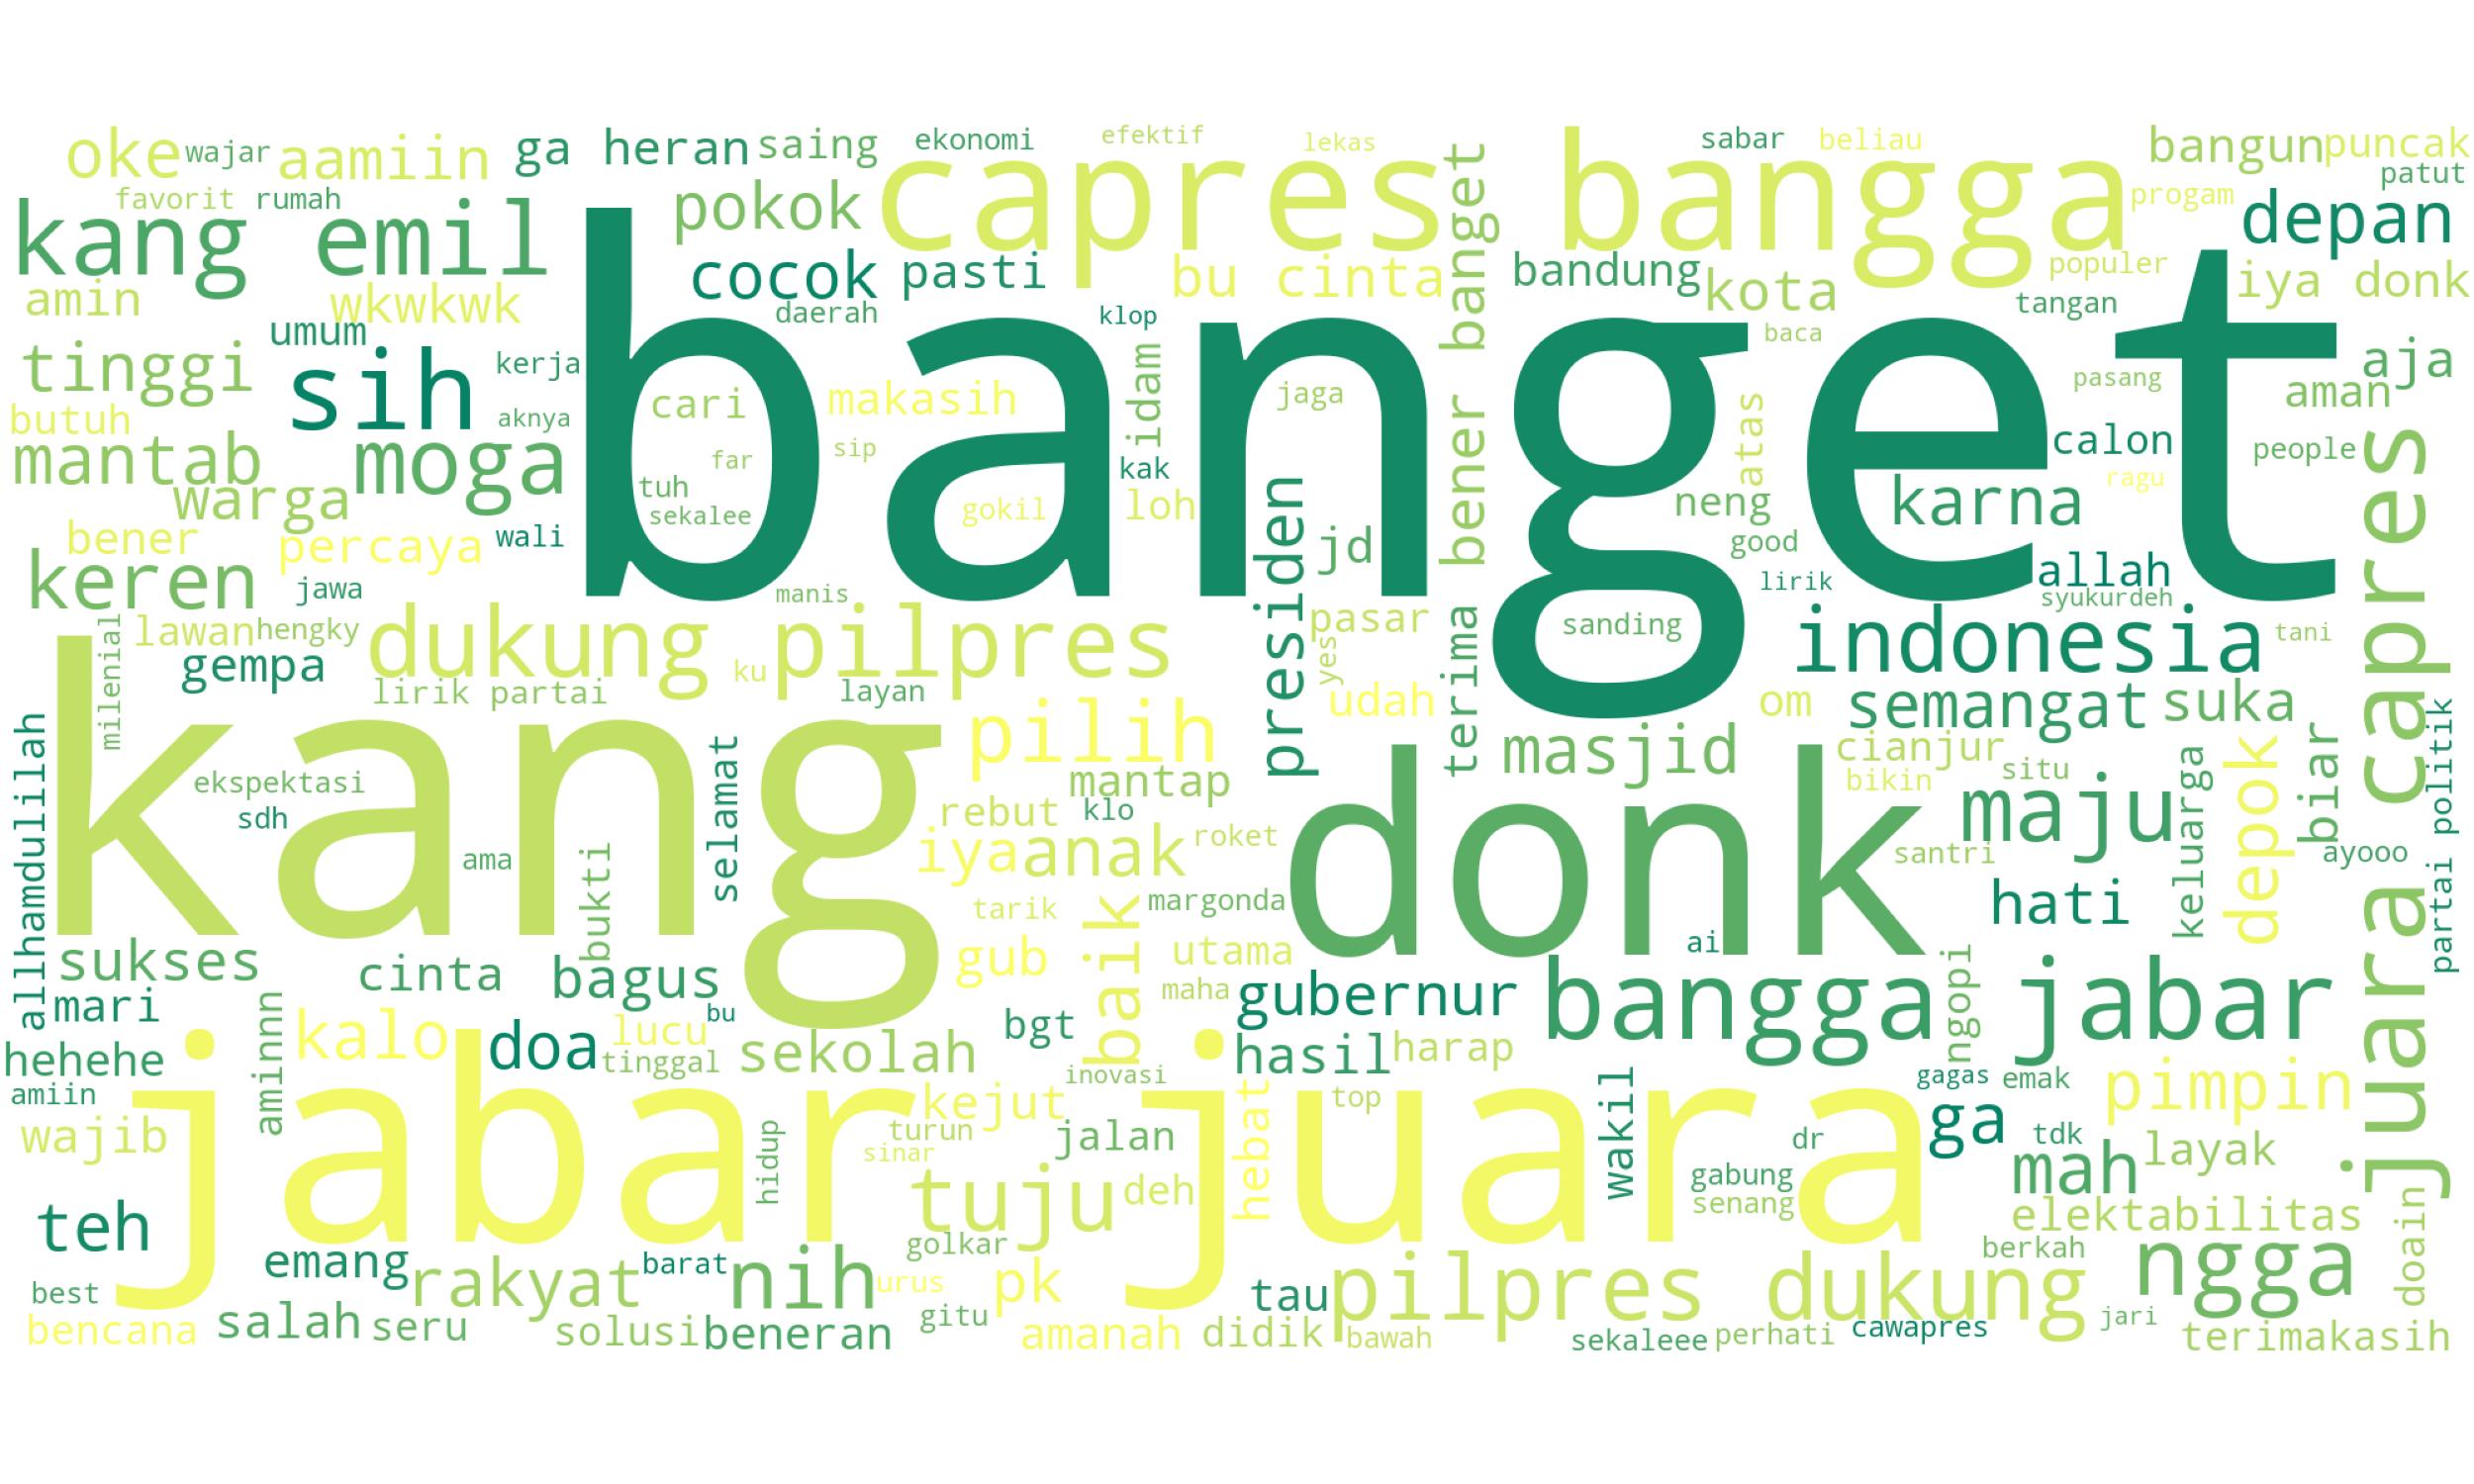 oke
wajar
aamiin
ga heran
saing
ekonomi
efektif
lekas
sabar
beliau
bangun
puncak
favorit
rumah
pokok
capres bangga
banget
progam
patut
depan
kang emil
cocok
pasti
bu cinta
bandung
kota
populer
iya donk
amin
wkwkwk
daerah
klop
tangan
umum
baca
tinggi
sih
kerja
banget
idam
aja
butuh
aknya
cari
makasih
jaga
atas
pasang
aman
mantab
moga
far
sip
kak
bener banget
calon
ragu
people
warga
tuh
sekalee
gokil
loh
presiden
jd
neng
karna
juara capres
bener
percaya
wali
good
keren
jawa
manis
lirik
allah
syukurdeh
milenial
lawan
hengky
dukung pilpres
pasar
yes
terima
sanding
indonesia
tani
gempa
lirik partai
ku
layan
udah
om
semangat
suka
allhamdulilah
kang
selamat
pilih
masjid
cianjur
situ
biar
partai politik
ekspektasi
mantap
bikin
keluarga
depok
sdh
rebut
klo
donk
maju
ama
bukti
iya
anak
roket
santri
ayooo
tarik
baik
margonda
hati
sukses
cinta
bagus
gub
utama
ai
mari
bu
maha
gubernur
bangga jabar
ngopi
hehehe
aminnn
kalo
doa
lucu
tinggal
sekolah
bgt
hasil
harap
amiin
jabar juara
inovasi
kejut
top
wakil
gagas
emak
pimpin
wajib
hidup
turun
sinar
jalan
hebat
dr
ga
tdk
mah
layak
teh
tuju
deh
gabung
senang
elektabilitas
doain
emang
rakyat
barat
nih
golkar
urus
pk
tau
pilpres dukung
berkah
ngga
best
bencana
salah
seru
solusi
beneran
gitu
amanah
didik
bawah
sekaleee
perhati
cawapres
jari
terimakasih